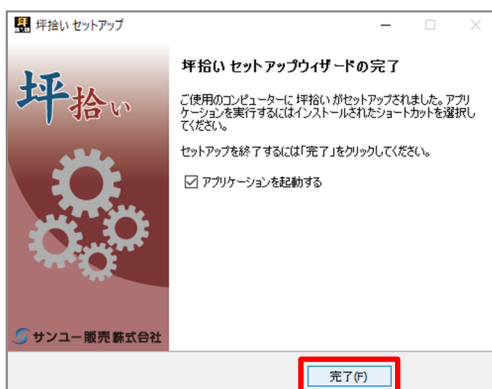 坪拾い セットアップ
坪拾い
坪拾い セットアップウィザードの完了
ご使用のコンピューターに 坪拾い がセットアップされました。アプリ
ケーションを実行するにはインストールされたショートカットを選択し
てください。
セットアップを終了するには「完了」をクリックしてください。
アプリケーションを起動する
サンユー販売株式会社
完了(F)